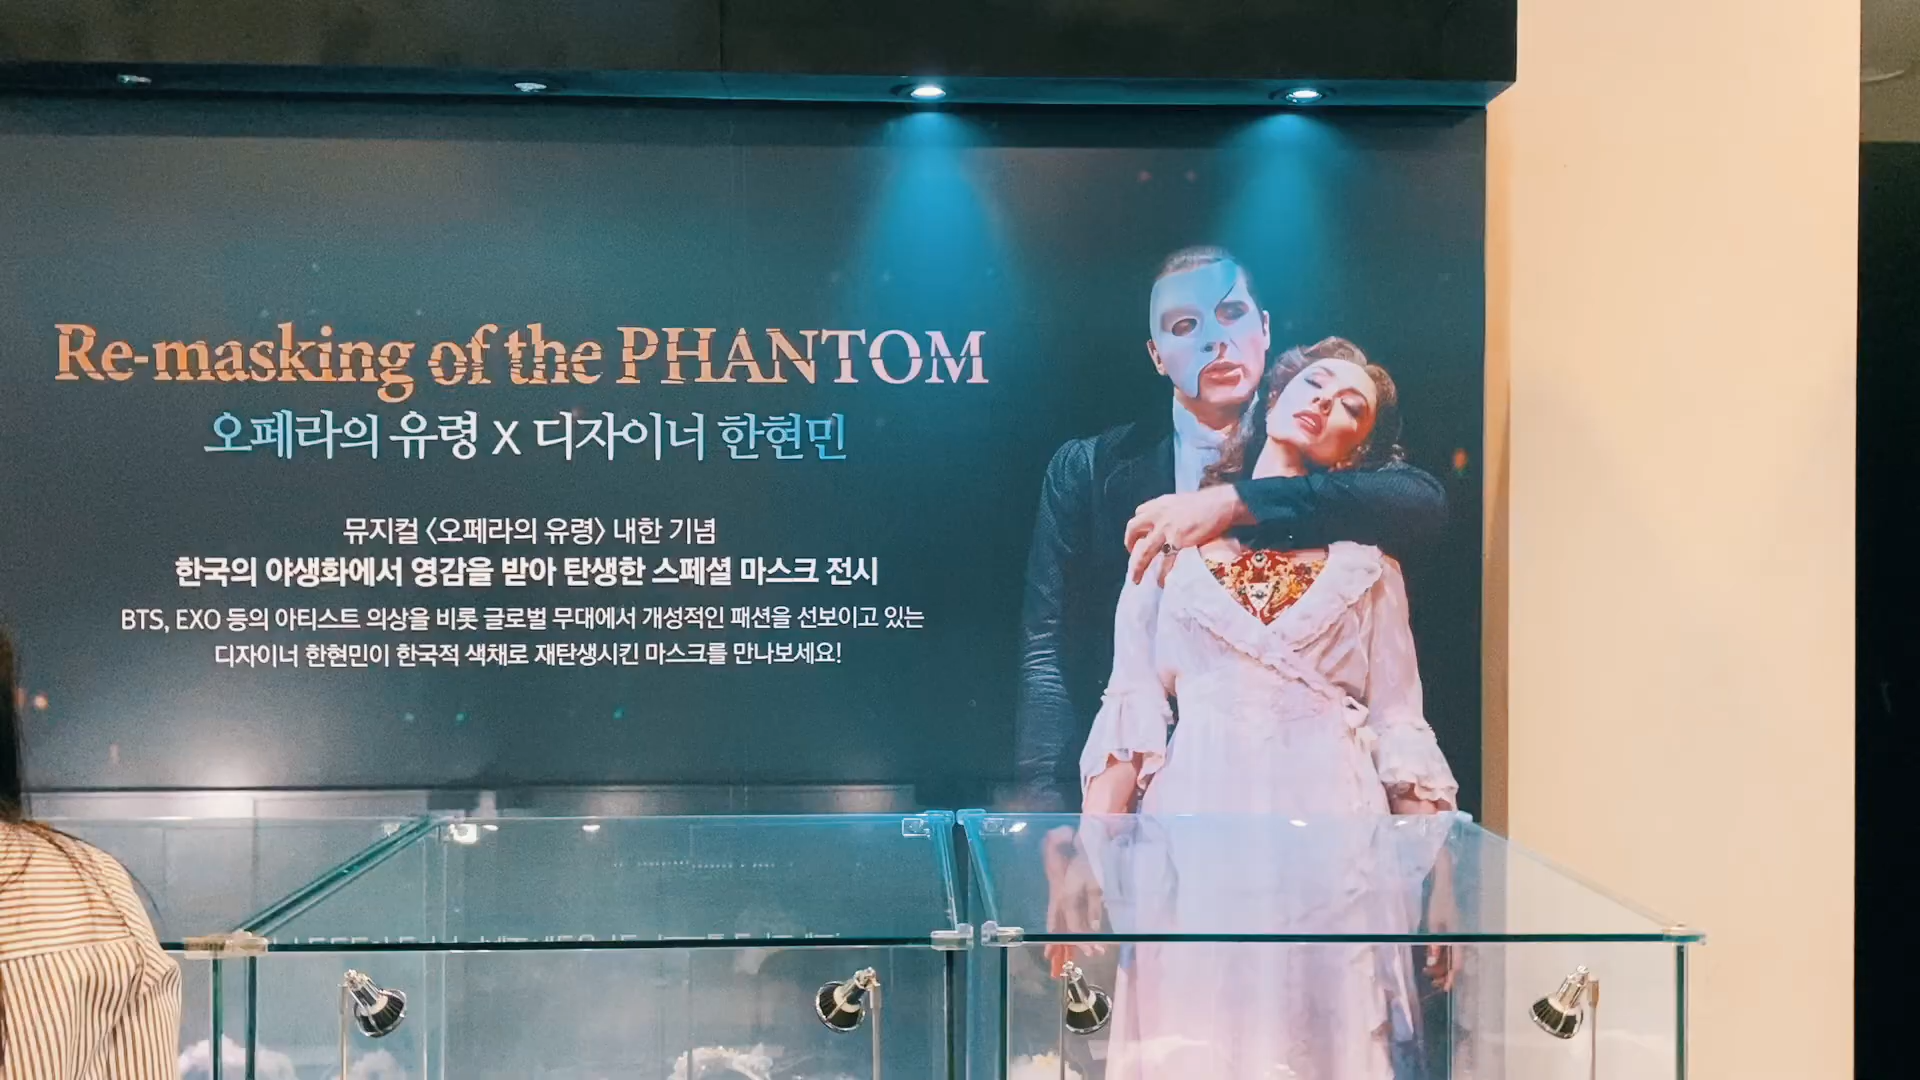 Re-masking of the PHANTOM
오페라의 유령 X 디자이너 한현민
뮤지컬 〈오페라의 유령〉 내한 기념
한국의 야생화에서 영감을 받아 탄생한 스페셜 마스크 전시
BTS, EXO 등의 아티스트 의상을 비롯 글로벌 무대에서 개성적인 패션을 선보이고 있는
디자이너 한현민이 한국적 색채로 재탄생시킨 마스크를 만나보세요!